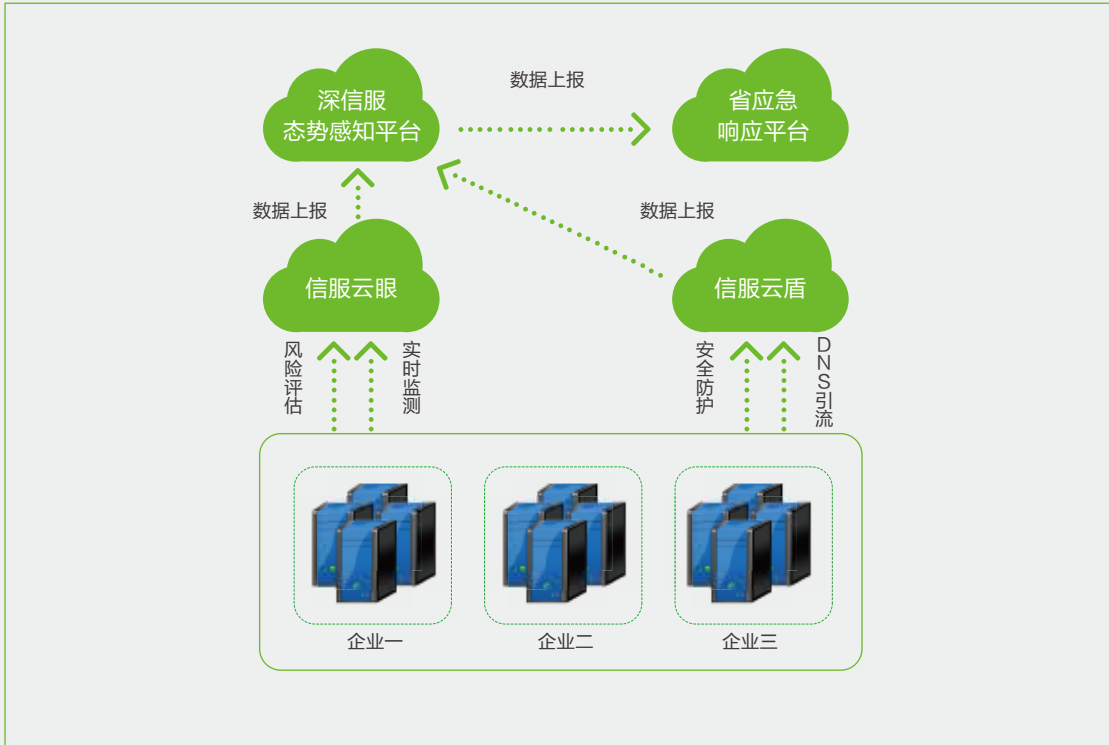 深信服
态势感知平台
数据上报
省应急
响应平台
数据上报
数据上报
信服云眼
信服云盾
风险评估
实时监测
安全防护
DNS引流
企业一
企业二
企业三